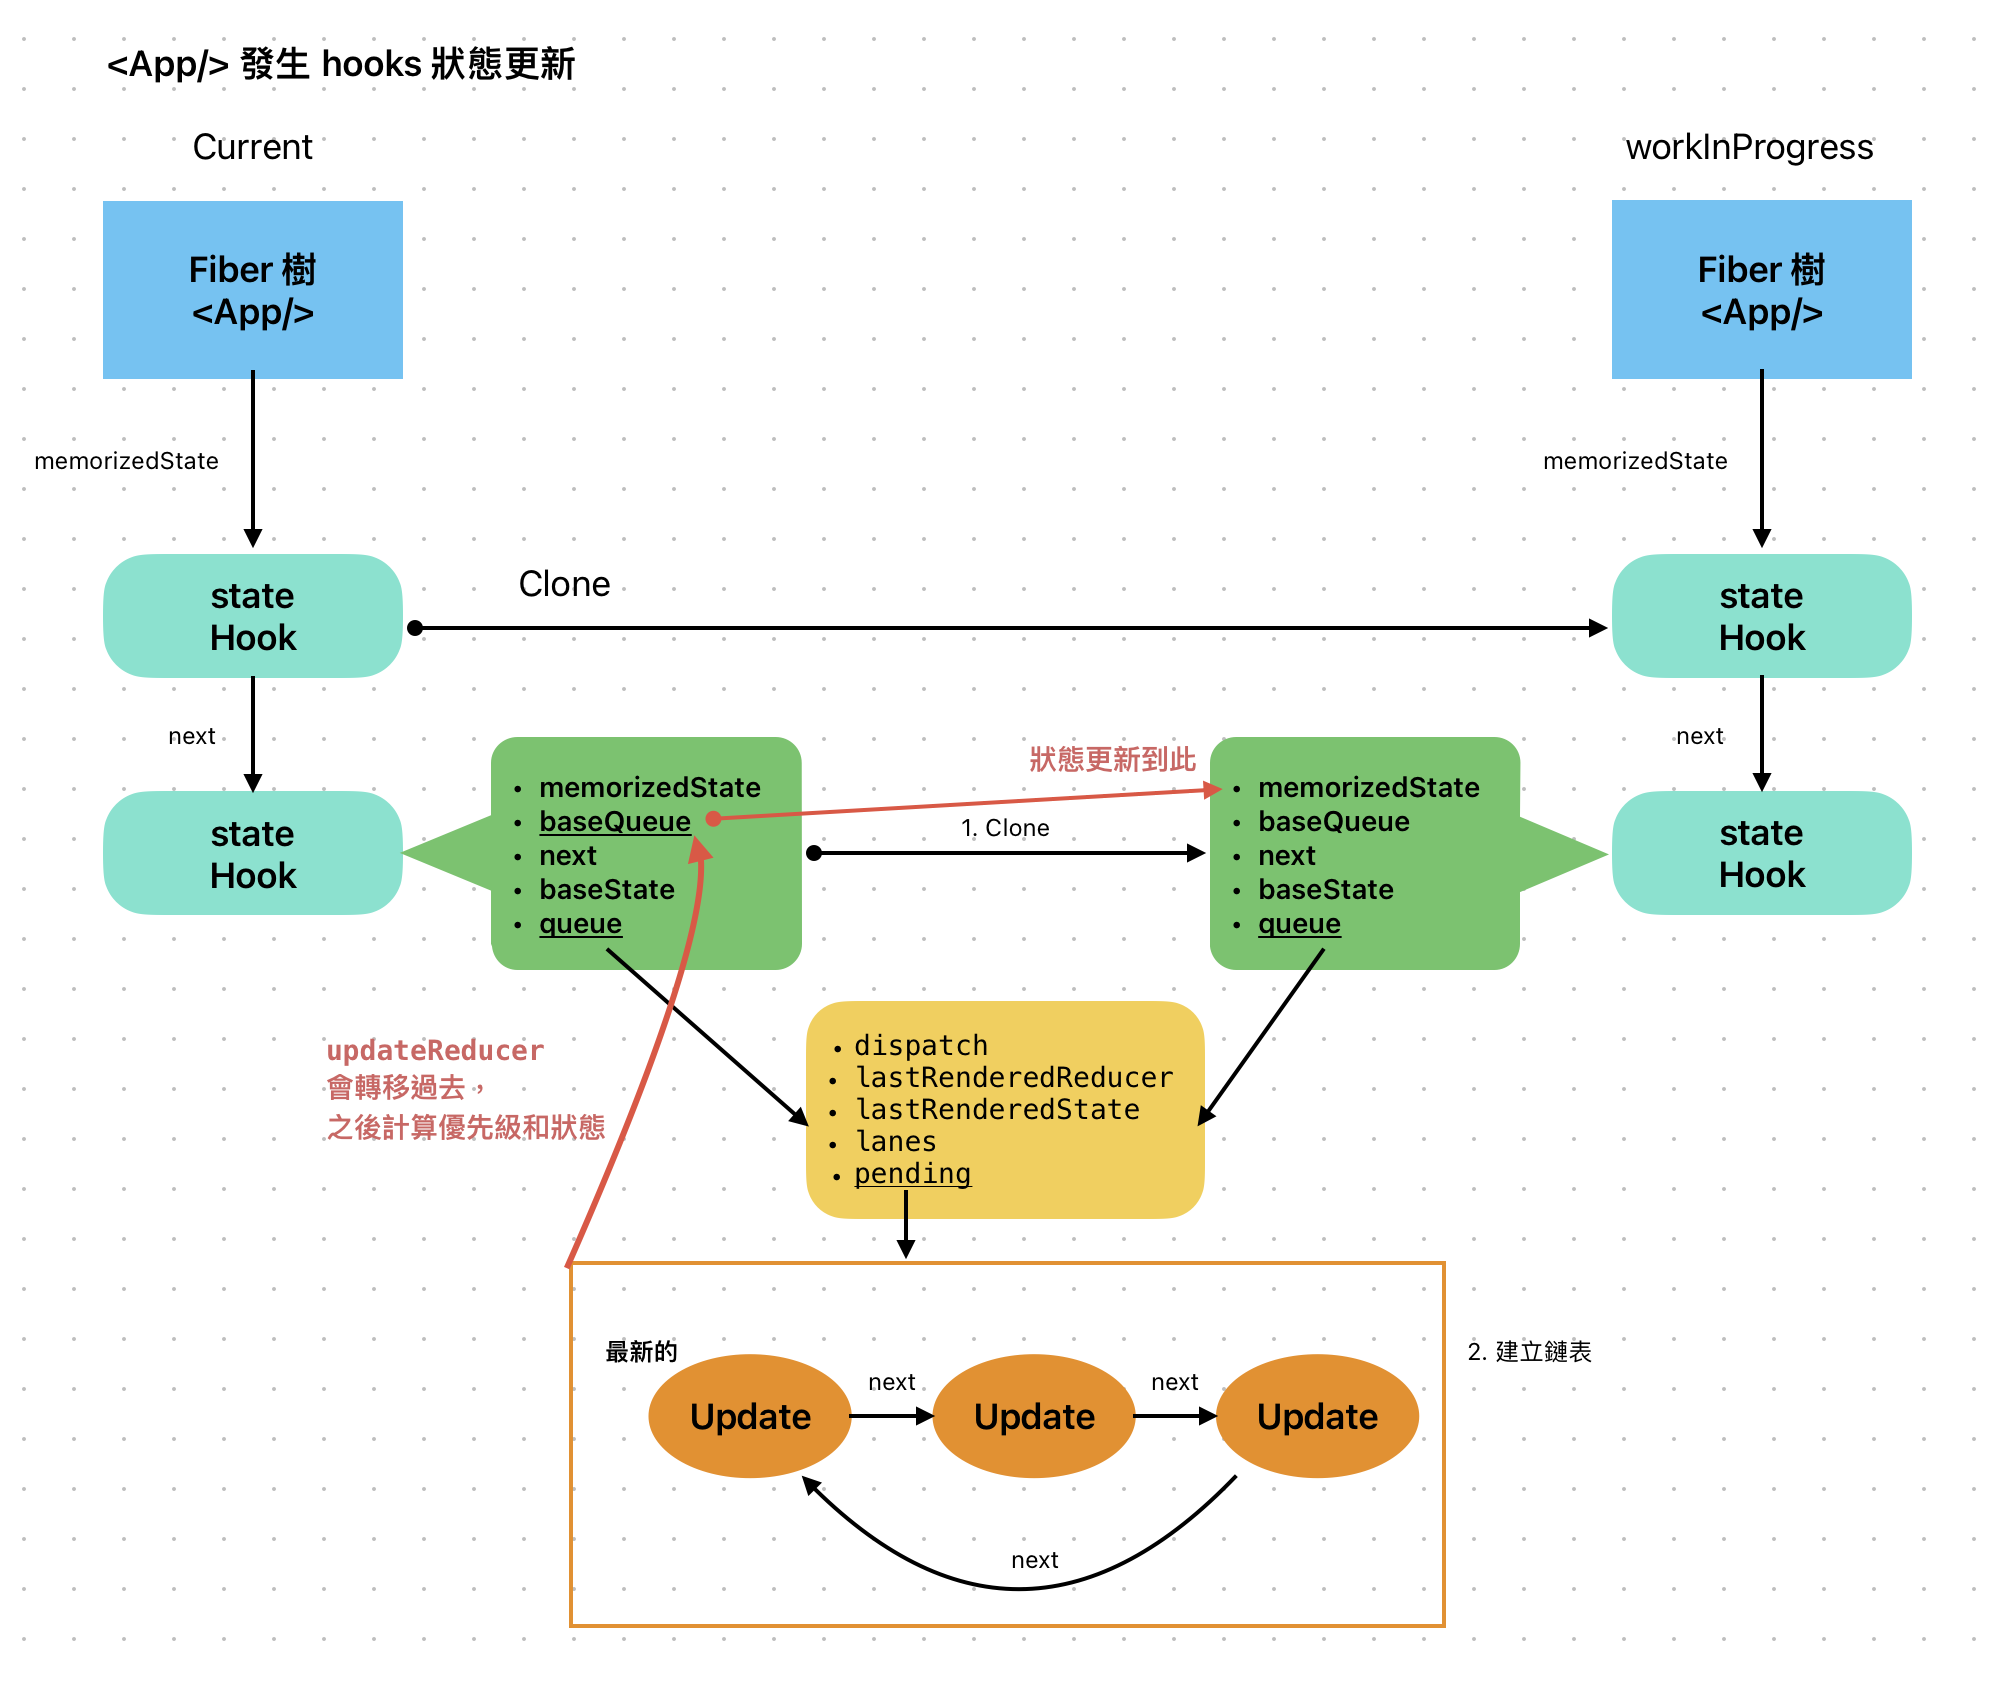 <App/> 發生 hooks 狀態更新
Current
workInProgress
Fiber 樹
<App/>
Fiber 樹
<App/>
memorizedState
memorizedState
state
Hook
Clone
state
Hook
next
next
state
Hook
• memorizedState
• baseQueue
• next
• baseState
• queue
狀態更新到此
1. Clone
• memorizedState
• baseQueue
• next
• baseState
• queue
state
Hook
updateReducer
會轉移過去,
之後計算優先級和狀態
• dispatch
• lastRenderedReducer
• lastRenderedState
• lanes
• pending
最新的
2. 建立鏈表
Update
next
Update
next
Update
next